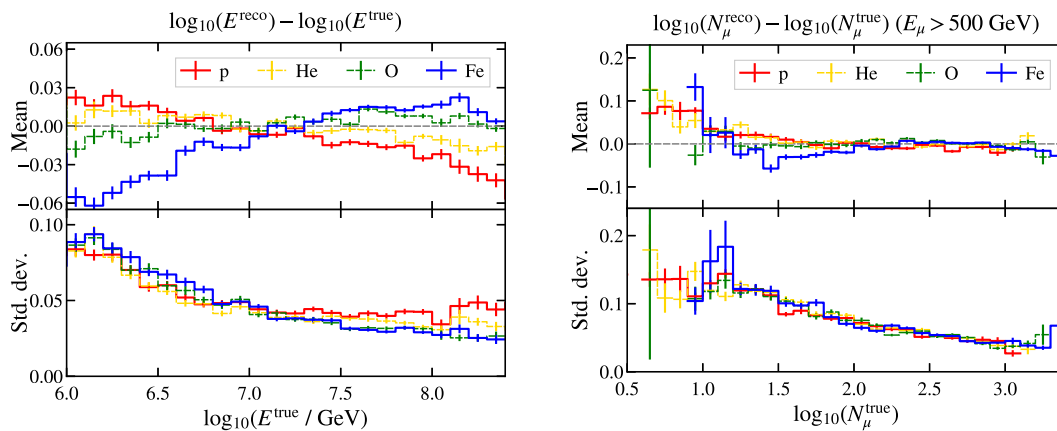 log₁₀(E^reco) − log₁₀(E^true)
0.06
p He O Fe
0.03
0.00
−0.03
−0.06
Mean
0.10
0.05
0.00
Std. dev.
6.0 6.5 7.0 7.5 8.0
log₁₀(E^true / GeV)
log₁₀(N_μ^reco) − log₁₀(N_μ^true) (E_μ > 500 GeV)
0.2
p He O Fe
0.1
0.0
−0.1
Mean
0.2
0.1
0.0
Std. dev.
0.5 1.0 1.5 2.0 2.5 3.0
log₁₀(N_μ^true)